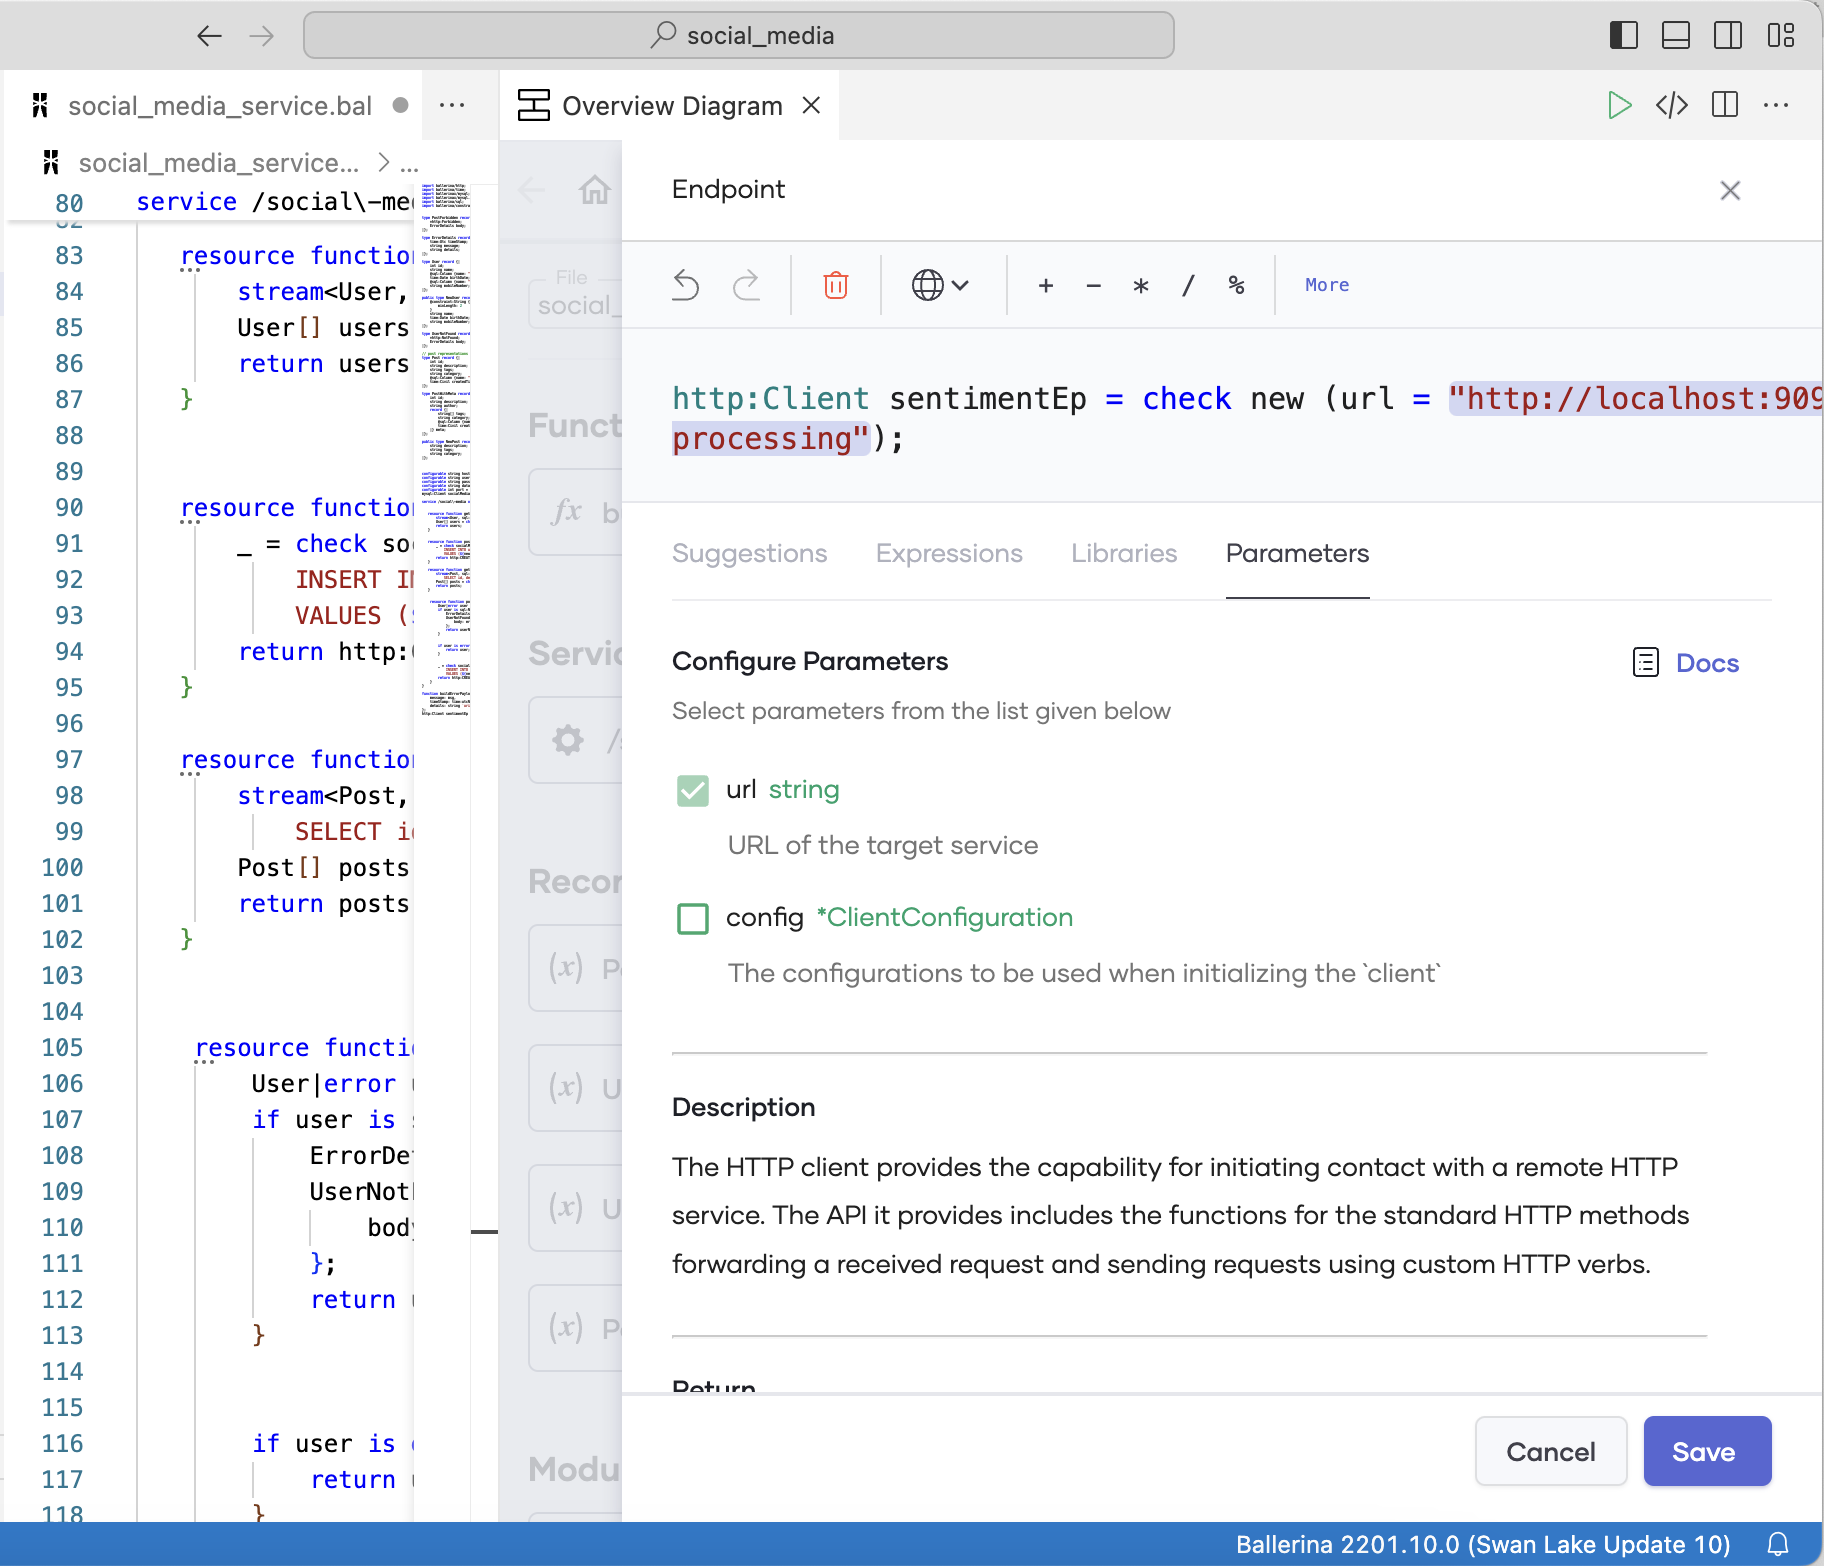 social_media
social_media_service.bal
Overview Diagram
social_media_service... > ...
80 service /social\-me
83 resource function
84 stream<User,
85 User[] users
86 return users
87 }
88
89
90 resource function
91 _ = check so
92 INSERT I
93 VALUES (
94 return http:
95 }
96
97 resource function
98 stream<Post,
99 SELECT i
100 Post[] posts
101 return posts
102 }
103
104
105 resource functi
106 User|error
107 if user is
108 ErrorDe
109 UserNot
110 body
111 };
112 return
113 }
114
115
116 if user is
117 return
118 }
File
social_
Funct
fx b
Servic
/
Recor
(x) P
(x) U
(x) U
(x) P
Modu
Endpoint
+ − * / % More
http:Client sentimentEp = check new (url = "http://localhost:909
processing");
Suggestions Expressions Libraries Parameters
Configure Parameters
Docs
Select parameters from the list given below
url string
URL of the target service
config *ClientConfiguration
The configurations to be used when initializing the `client`
Description
The HTTP client provides the capability for initiating contact with a remote HTTP
service. The API it provides includes the functions for the standard HTTP methods
forwarding a received request and sending requests using custom HTTP verbs.
Return
Cancel Save
Ballerina 2201.10.0 (Swan Lake Update 10)